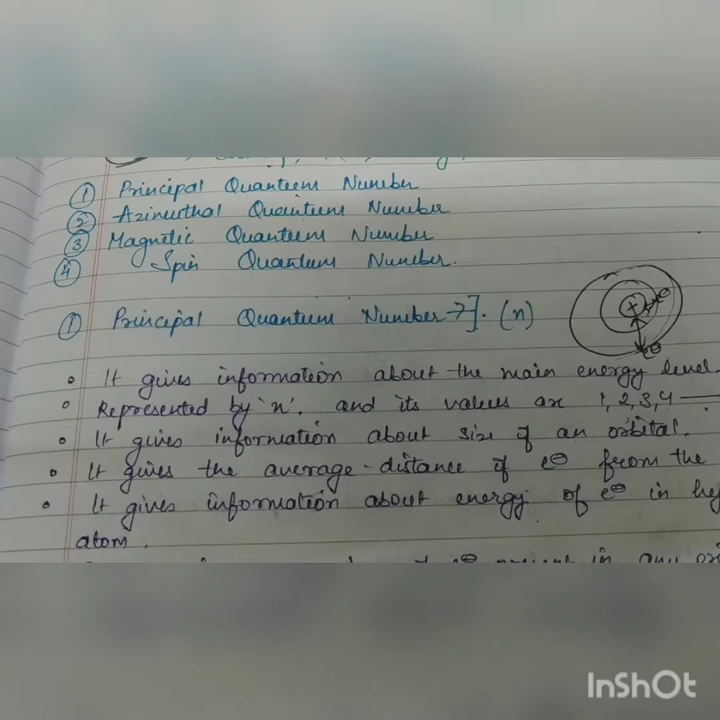 ① Principal Quantum Number
② Azimuthal Quantum Number
③ Magnetic Quantum Number
④ Spin Quantum Number.
① Principal Quantum Number →]. (n)
• It gives information about the main energy level.
• Represented by 'n'. and its values are 1, 2, 3, 4 —
• It gives information about size of an orbital.
• It gives the average-distance of e⊖ from the
• It gives information about energy of e⊖ in
atom.
in any
InShOt